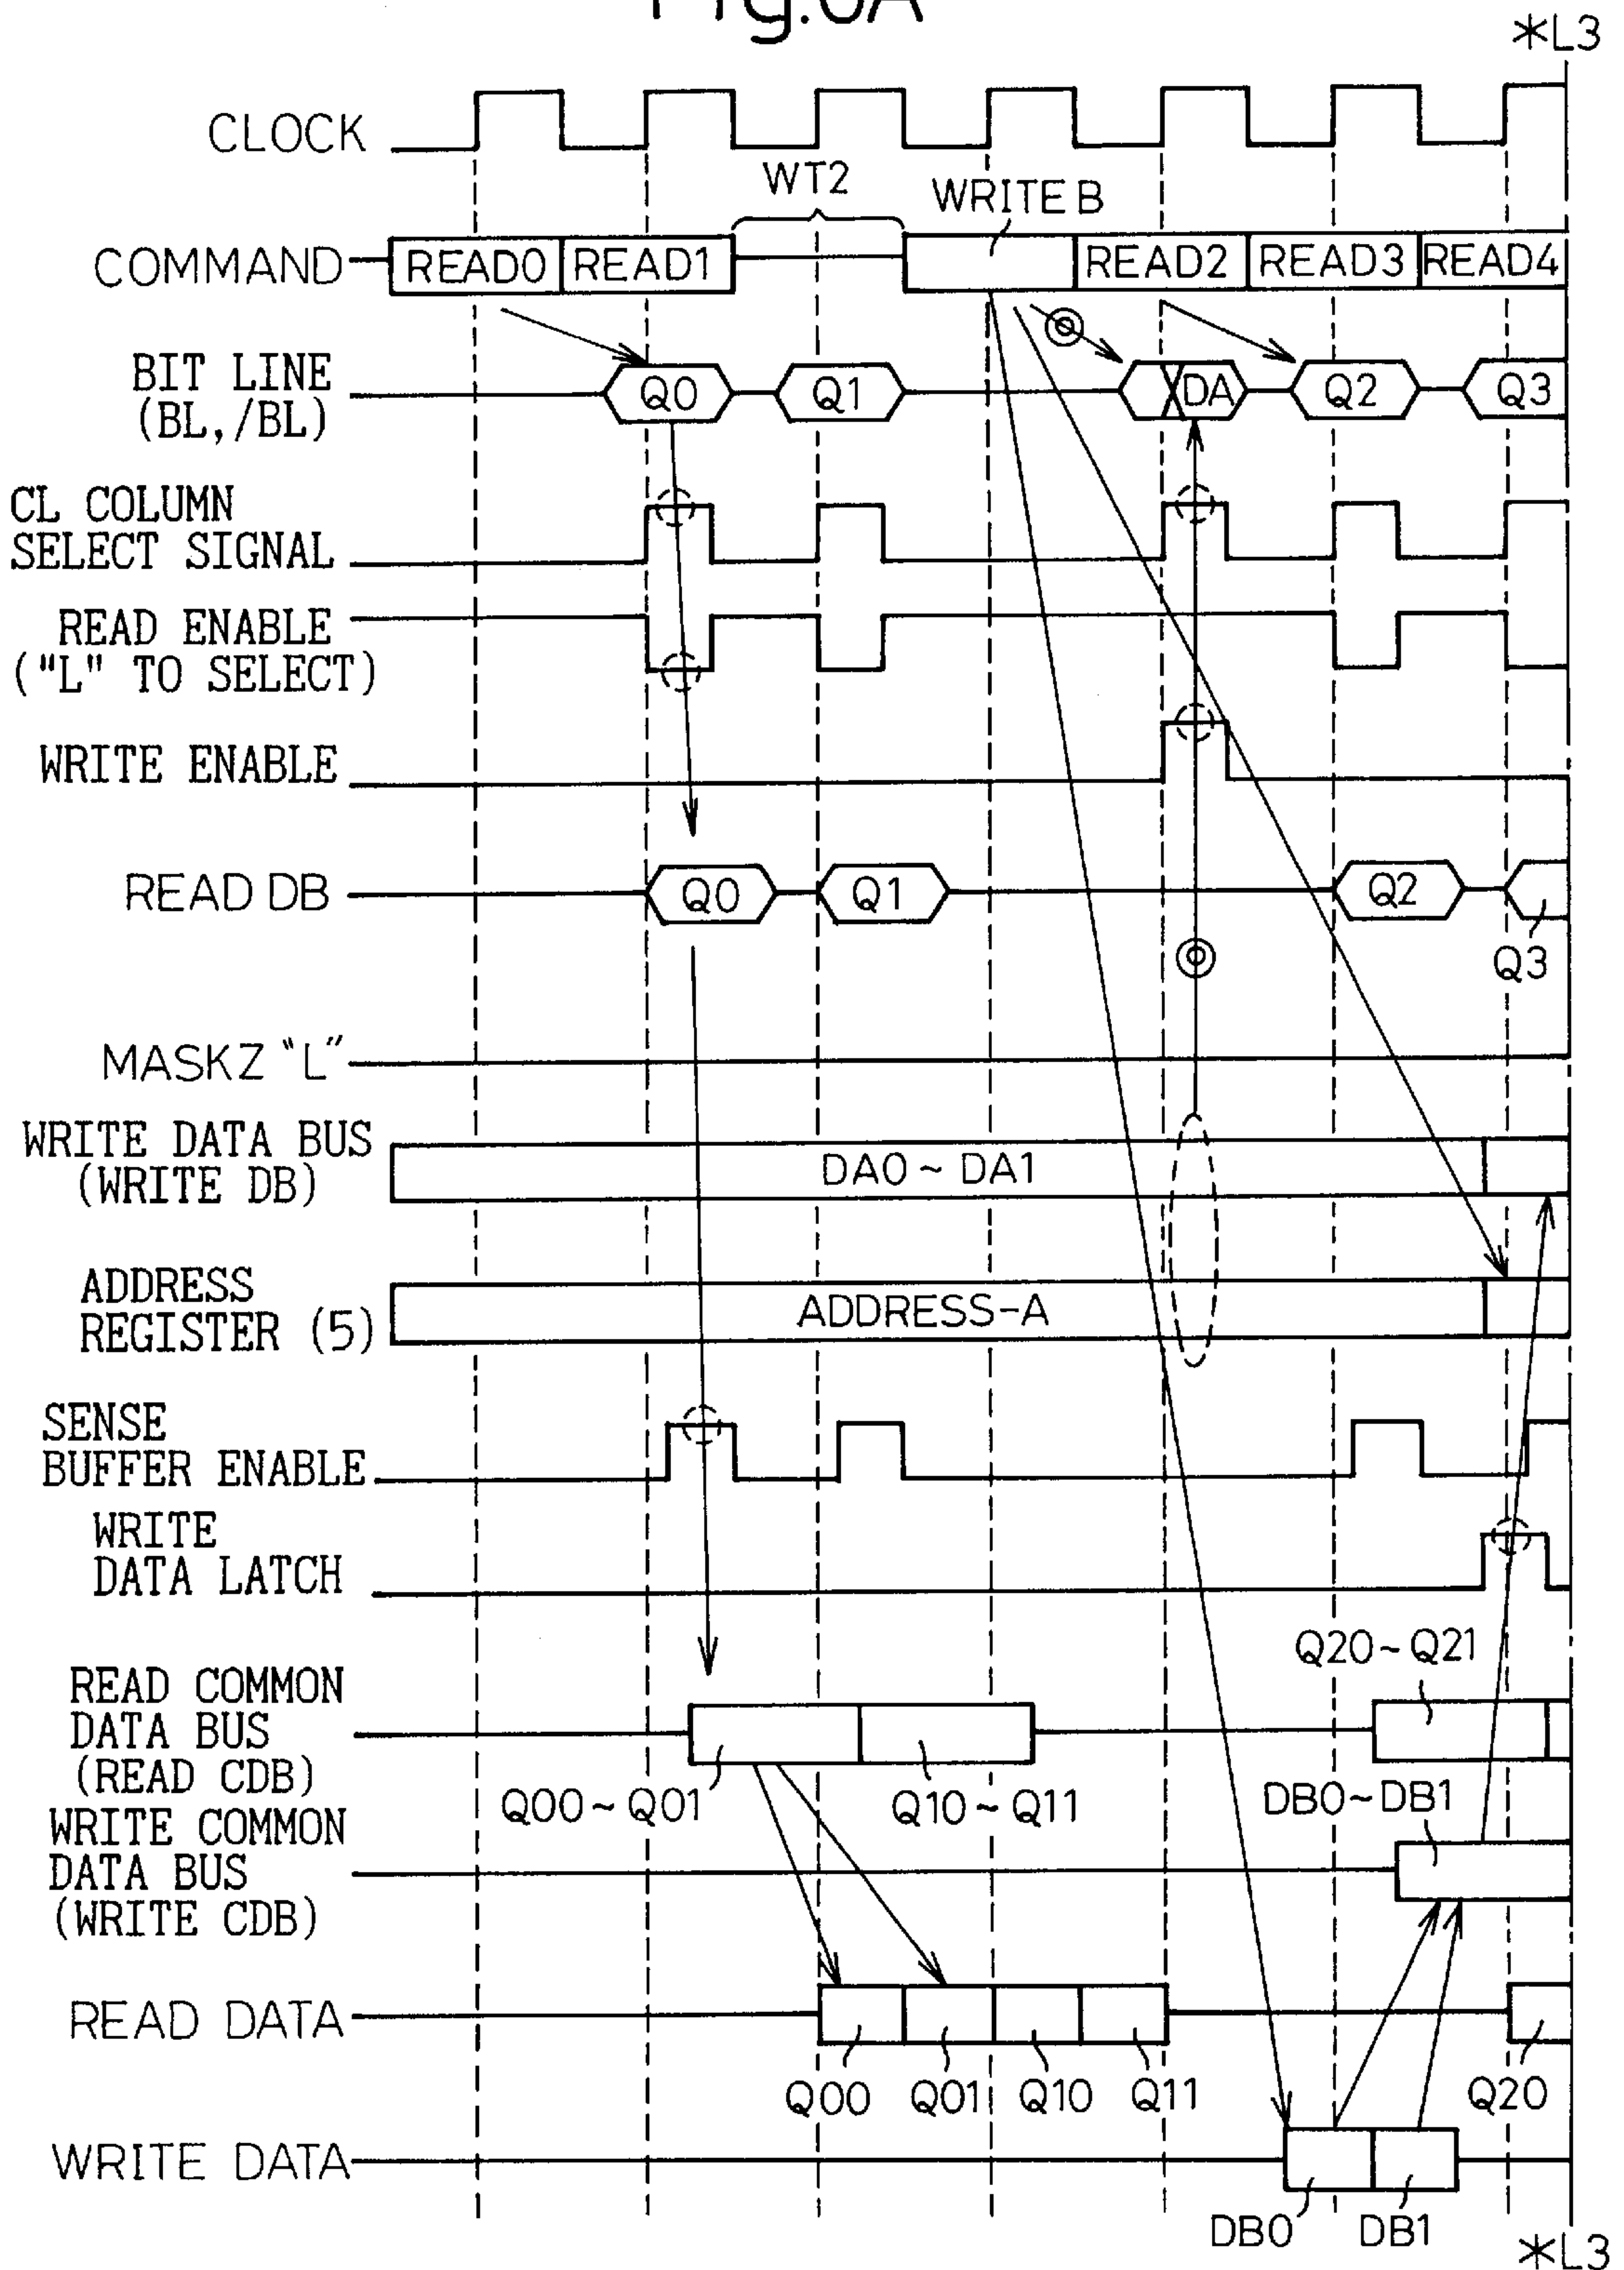 *L3
CLOCK
WT2
WRITE B
COMMAND
READ0 READ1 READ2 READ3 READ4
BIT LINE
(BL, /BL)
Q0 Q1 DA Q2 Q3
CL COLUMN
SELECT SIGNAL
READ ENABLE
("L" TO SELECT)
WRITE ENABLE
READ DB
Q0 Q1 Q2
Q3
MASKZ "L"
WRITE DATA BUS
(WRITE DB)
DA0 ~ DA1
ADDRESS
REGISTER (5)
ADDRESS-A
SENSE
BUFFER ENABLE
WRITE
DATA LATCH
Q20~Q21
READ COMMON
DATA BUS
(READ CDB)
Q00~Q01 Q10~Q11 DB0~DB1
WRITE COMMON
DATA BUS
(WRITE CDB)
READ DATA
Q00 Q01 Q10 Q11 Q20
WRITE DATA
DB0 DB1
*L3